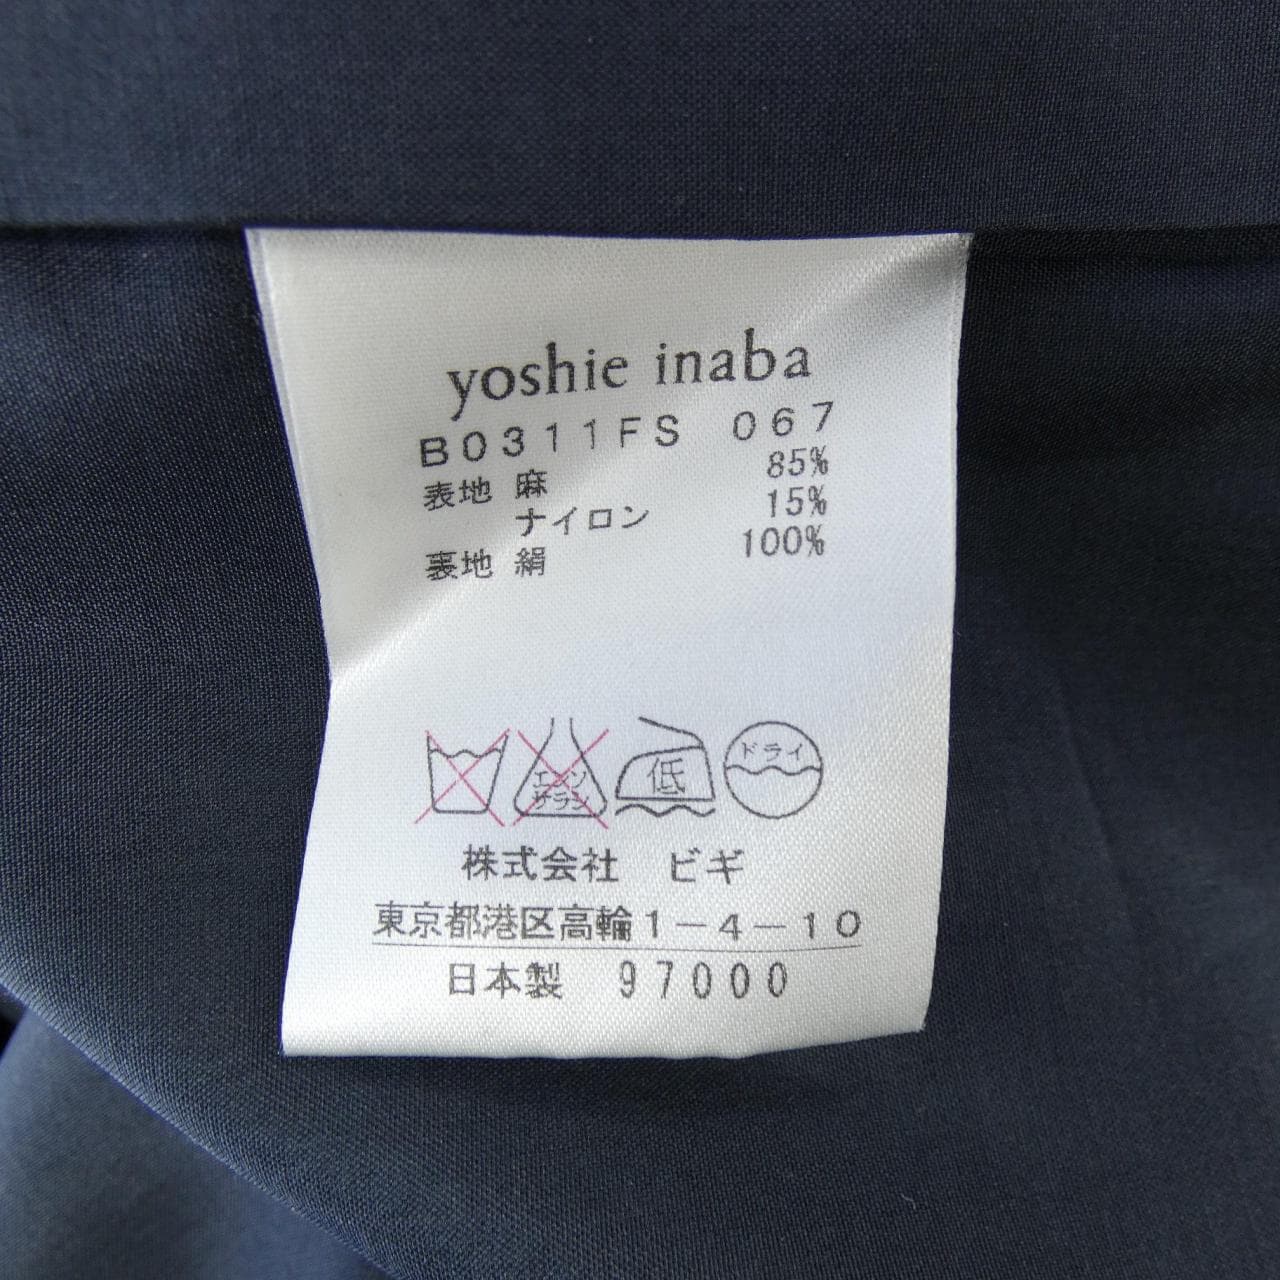 yoshie inaba
B0311FS 067
表地 麻 85%
ナイロン 15%
裏地 絹 100%
エンソ サラシ 低 ドライ
株式会社 ビギ
東京都港区高輪1-4-10
日本製 97000